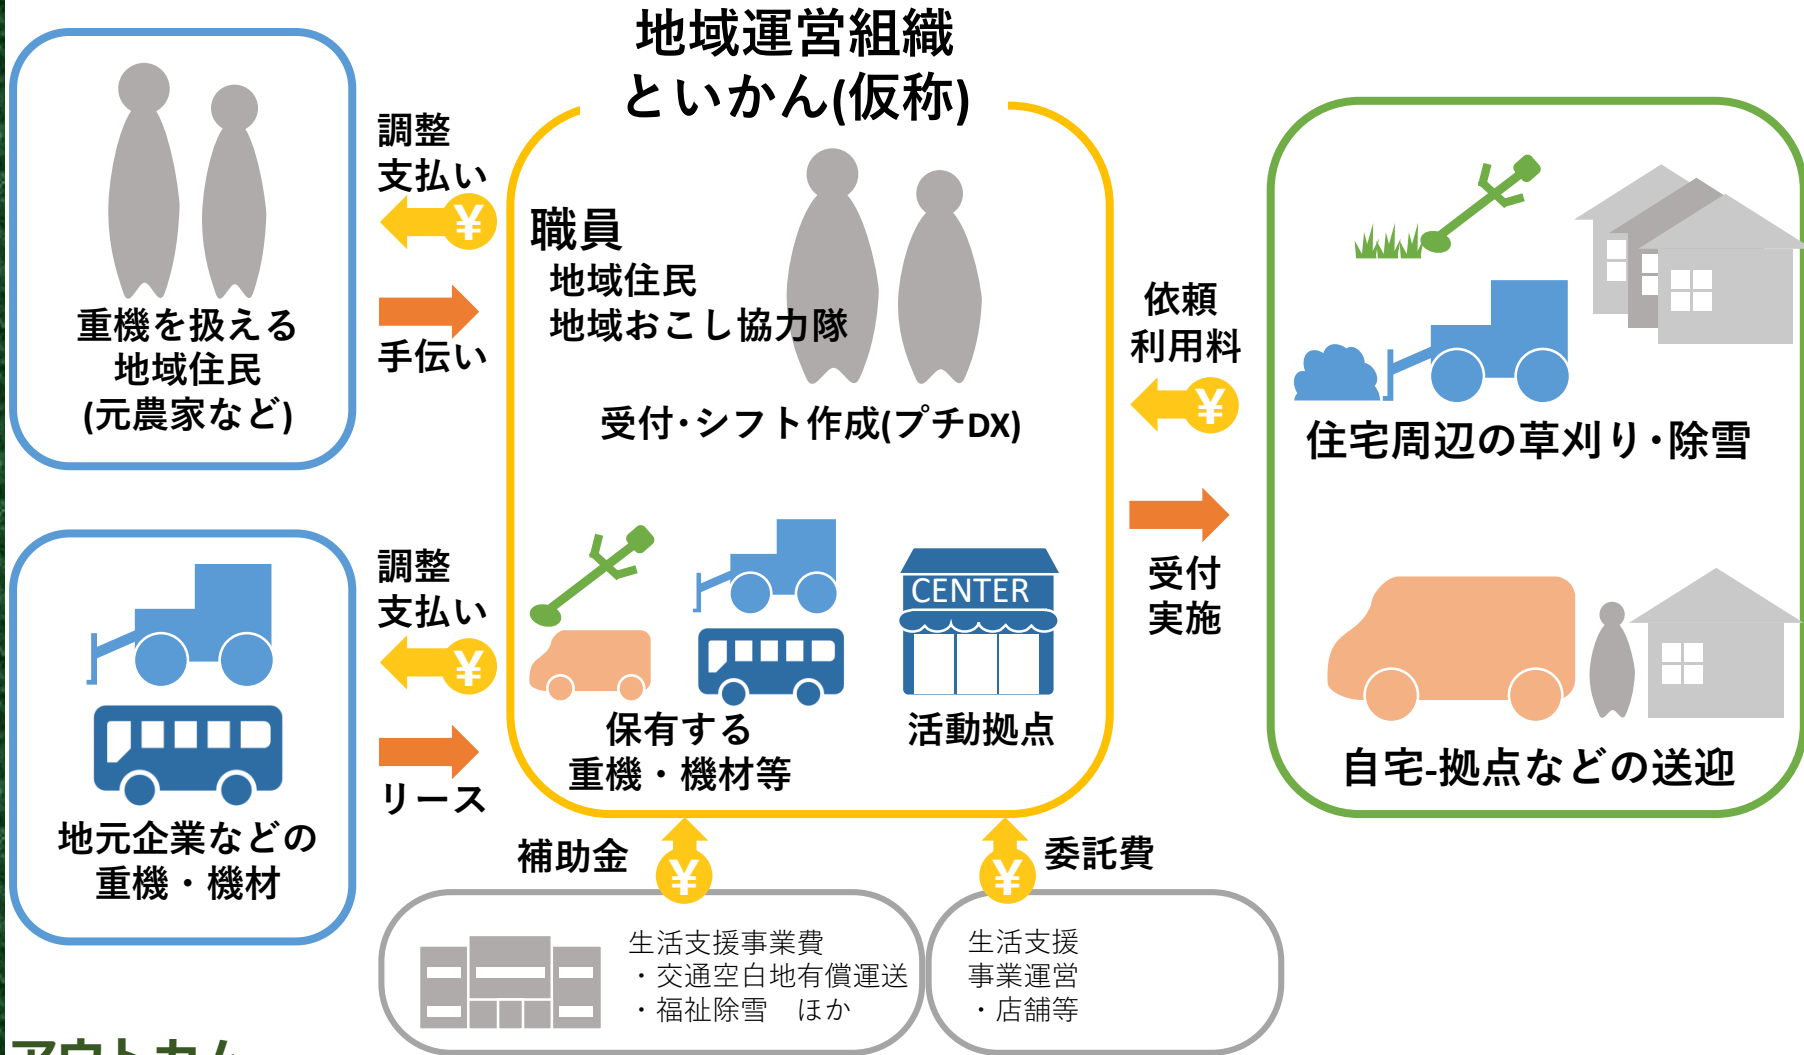 地域運営組織
といかん(仮称)
重機を扱える
地域住民
(元農家など)
調整
支払い
¥
手伝い
地元企業などの
重機・機材
調整
支払い
¥
リース
職員
地域住民
地域おこし協力隊
受付･シフト作成(プチDX)
保有する
重機・機材等
CENTER
活動拠点
依頼
利用料
¥
受付
実施
住宅周辺の草刈り･除雪
自宅-拠点などの送迎
補助金
¥
生活支援事業費
・交通空白地有償運送
・福祉除雪　ほか
委託費
¥
生活支援
事業運営
・店舗等
アウトカム